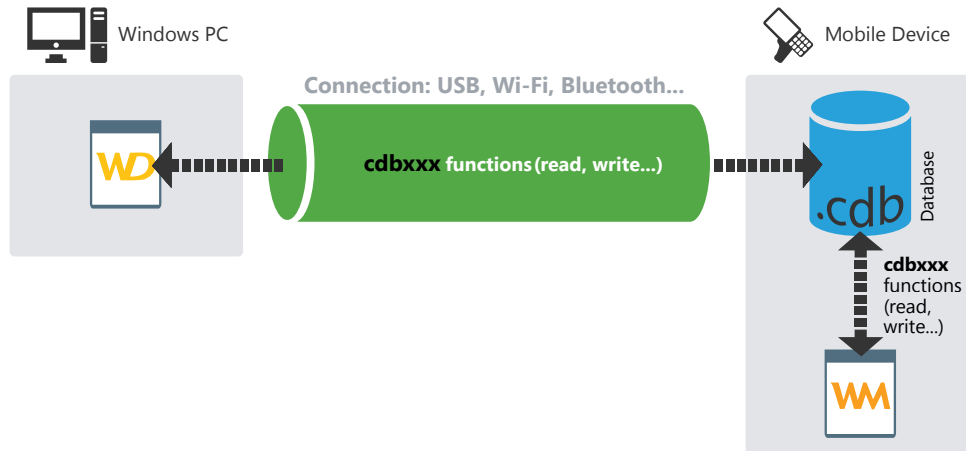 Windows PC
Mobile Device
Connection: USB, Wi-Fi, Bluetooth...
WD
cdbxxx functions (read, write...)
.cdb
Database
cdbxxx
functions
(read,
write...)
WM